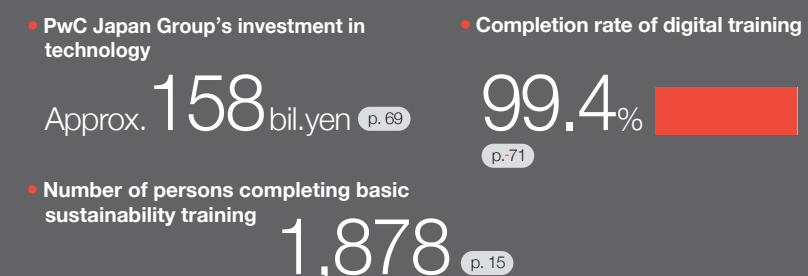 • PwC Japan Group's investment in
technology
Approx. 158 bil.yen p. 69
• Completion rate of digital training
99.4%
p.-71
• Number of persons completing basic
sustainability training
1,878 p. 15